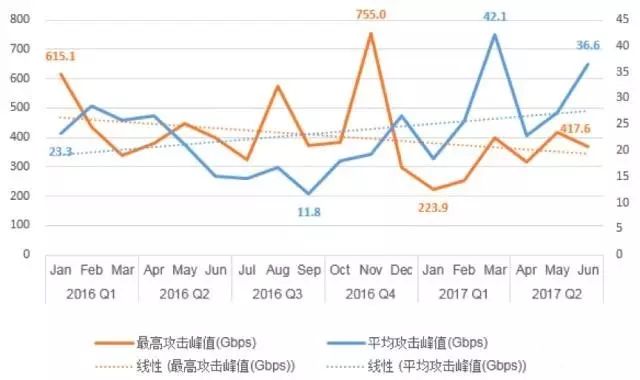 800 755.0 42.1 45
700 615.1 36.6 40
600 35
500 30
400 25
300 23.3 417.6 20
200 11.8 223.9 15
100 10
0 5
0
Jan Feb Mar Apr May Jun Jul Aug Sep Oct Nov Dec Jan Feb Mar Apr May Jun
2016 Q1 2016 Q2 2016 Q3 2016 Q4 2017 Q1 2017 Q2
最高攻击峰值(Gbps) 平均攻击峰值(Gbps)
线性 (最高攻击峰值(Gbps)) 线性 (平均攻击峰值(Gbps))